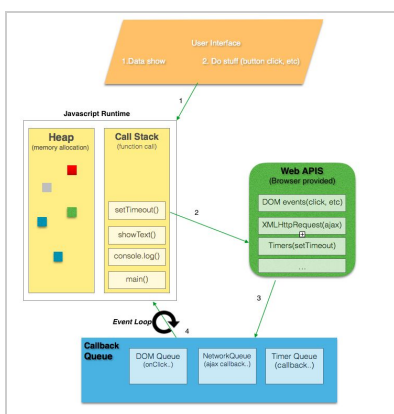 User Interface
1.Data show 2. Do stuff (button click, etc)
1
Javascript Runtime
Heap
(memory allocation)
Call Stack
(function call)
setTimeout()
showText()
console.log()
main()
2
Web APIS
(Browser provided)
DOM events(click, etc)
XMLHttpRequest(ajax)
Timers(setTimeout)
...
3
Event Loop
4
Callback
Queue
DOM Queue
(onClick..)
NetworkQueue
(ajax callback..)
Timer Queue
(callback..)